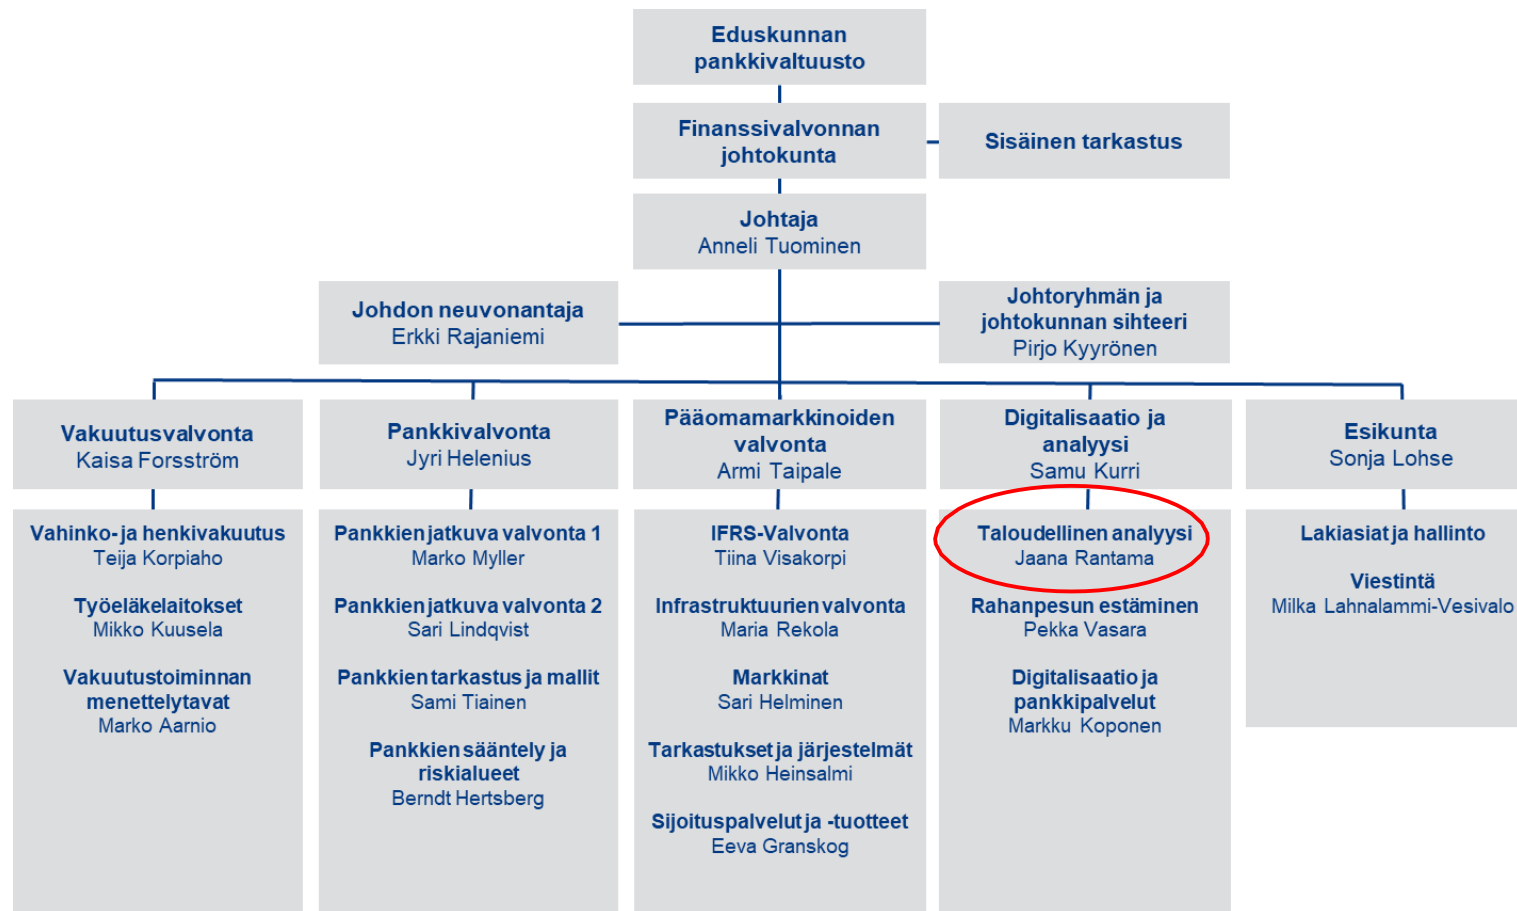 Eduskunnan
pankkivaltuusto
Finanssivalvonnan
johtokunta
Sisäinen tarkastus
Johtaja
Anneli Tuominen
Johdon neuvonantaja
Erkki Rajaniemi
Johtoryhmän ja
johtokunnan sihteeri
Pirjo Kyyrönen
Vakuutusvalvonta
Kaisa Forsström
Pankkivalvonta
Jyri Helenius
Pääomamarkkinoiden
valvonta
Armi Taipale
Digitalisaatio ja
analyysi
Samu Kurri
Esikunta
Sonja Lohse
Vahinko- ja henkivakuutus
Teija Korpiaho
Työeläkelaitokset
Mikko Kuusela
Vakuutustoiminnan
menettelytavat
Marko Aarnio
Pankkien jatkuva valvonta 1
Marko Myller
Pankkien jatkuva valvonta 2
Sari Lindqvist
Pankkien tarkastus ja mallit
Sami Tiainen
Pankkien sääntely ja
riskialueet
Berndt Hertsberg
IFRS-Valvonta
Tiina Visakorpi
Infrastruktuurien valvonta
Maria Rekola
Markkinat
Sari Helminen
Tarkastukset ja järjestelmät
Mikko Heinsalmi
Sijoituspalvelut ja -tuotteet
Eeva Granskog
Taloudellinen analyysi
Jaana Rantama
Rahanpesun estäminen
Pekka Vasara
Digitalisaatio ja
pankkipalvelut
Markku Koponen
Lakiasiat ja hallinto
Viestintä
Milka Lahnalammi-Vesivalo